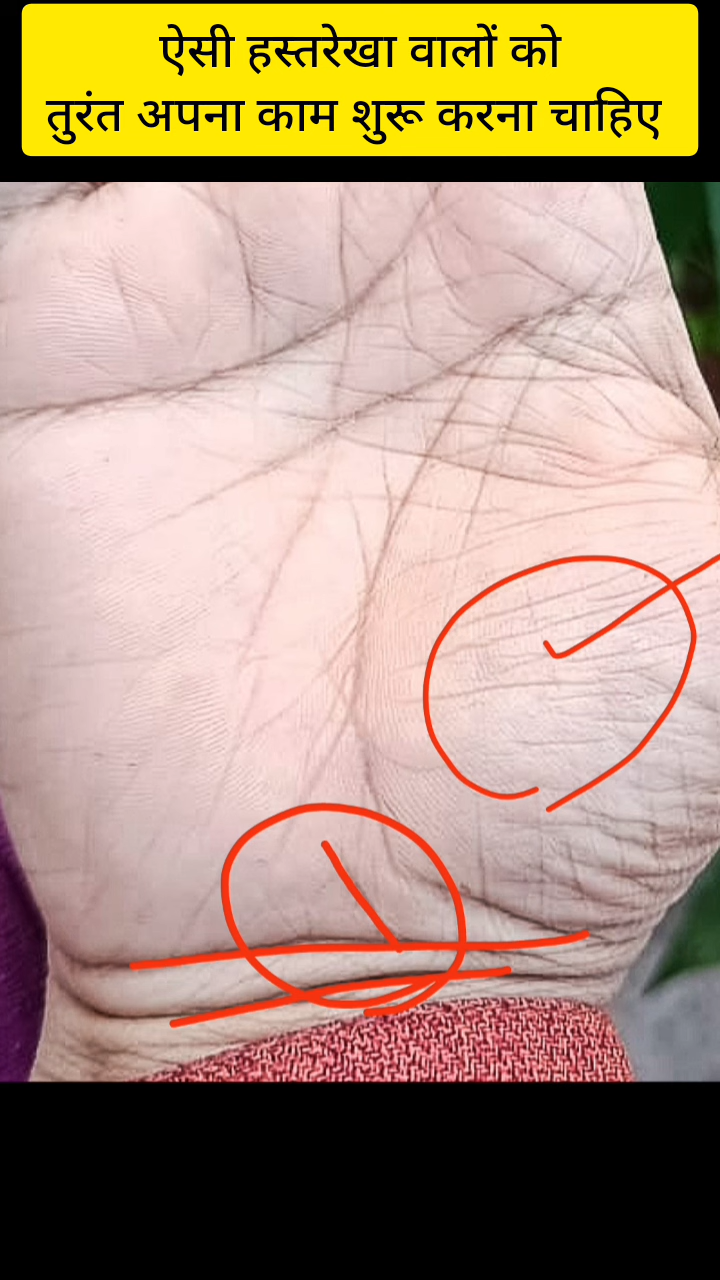 ऐसी हस्तरेखा वालों को
तुरंत अपना काम शुरू करना चाहिए